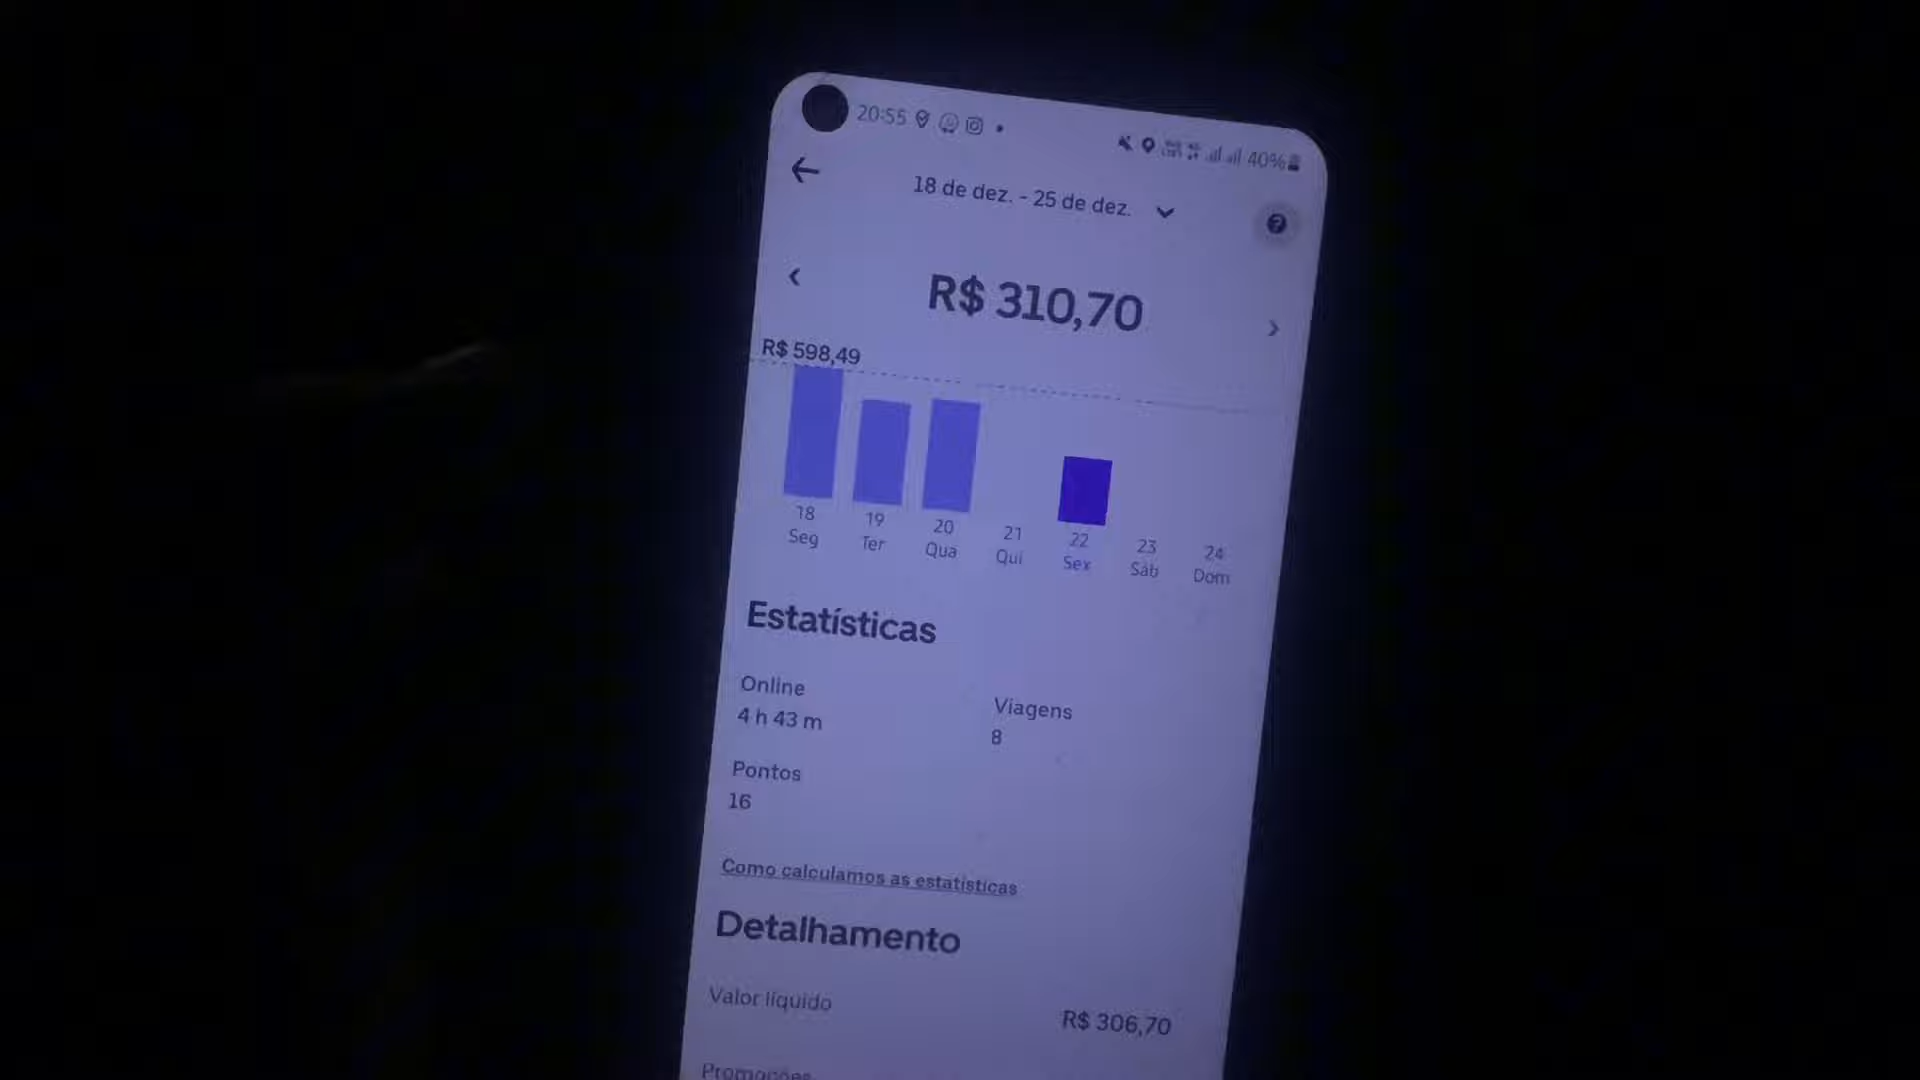 20:55 40%
18 de dez. - 25 de dez.
R$ 310,70
R$ 598,49
18 19 20 21 22 23 24
Seg Ter Qua Qui Sex Sáb Dom
Estatísticas
Online Viagens
4 h 43 m 8
Pontos
16
Como calculamos as estatísticas
Detalhamento
Valor líquido R$ 306,70
Promoções